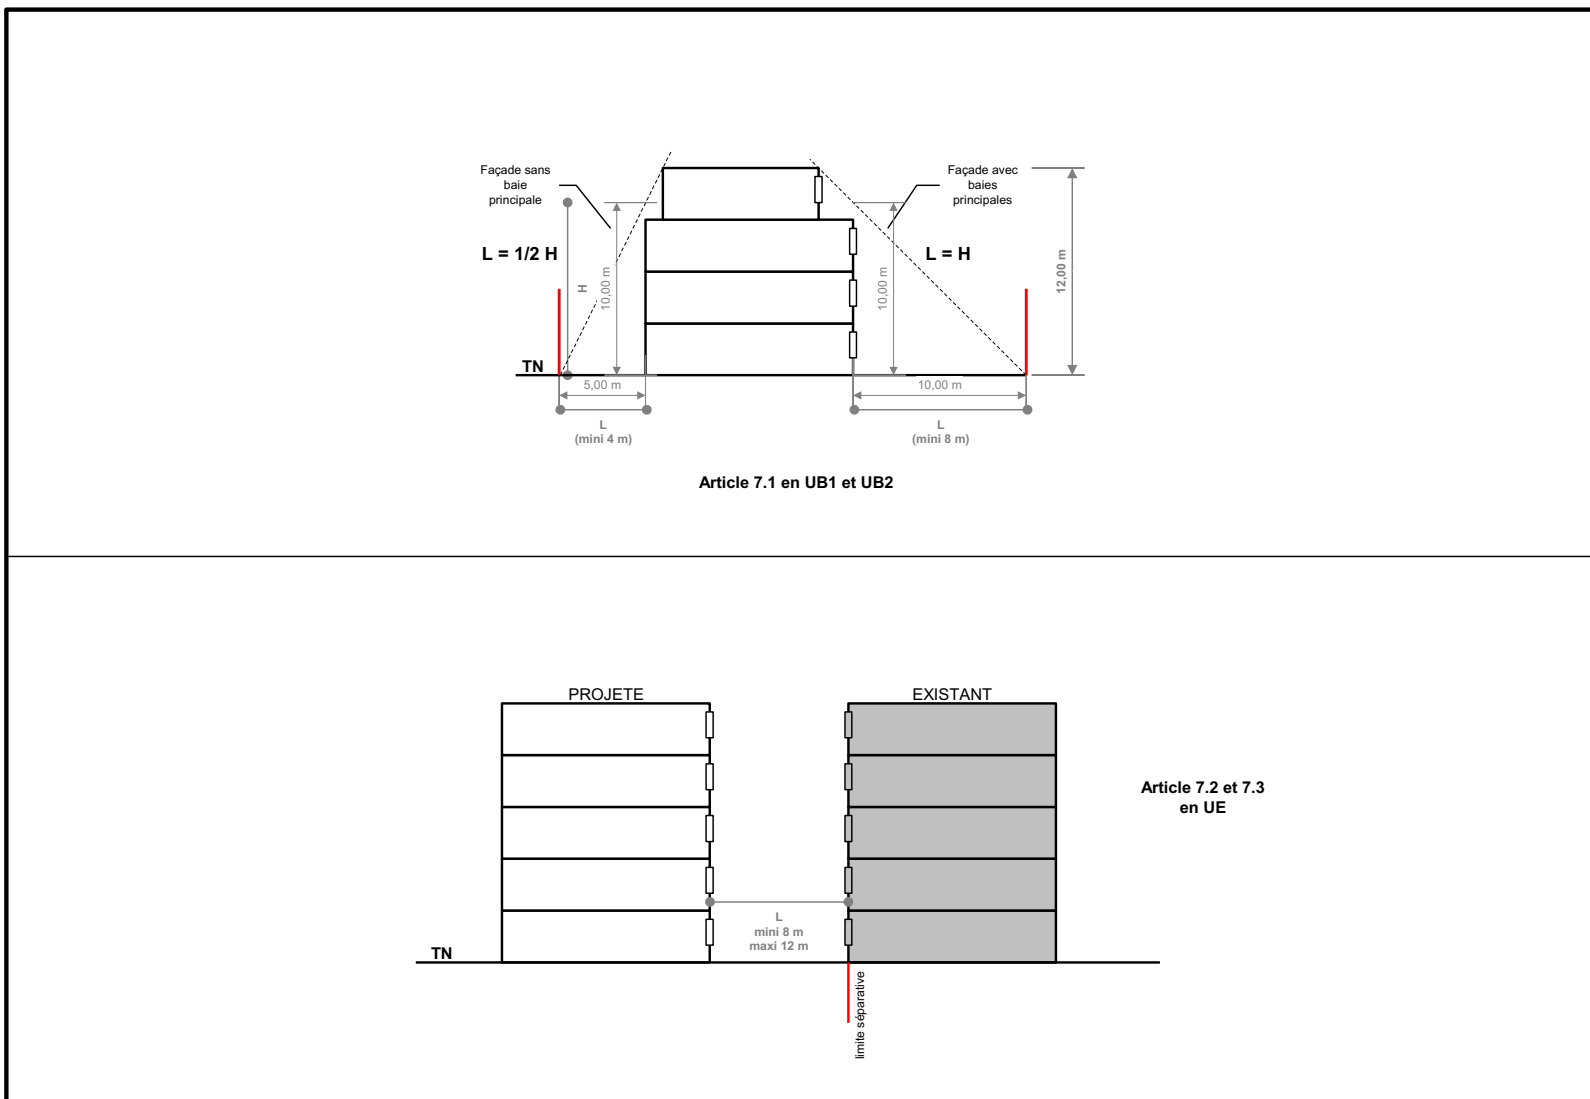 Façade sans
baie
principale
Façade avec
baies
principales
L = 1/2 H
L = H
H
10,00 m
10,00 m
12,00 m
TN
5,00 m
10,00 m
L
(mini 4 m)
L
(mini 8 m)
Article 7.1 en UB1 et UB2
PROJETE
EXISTANT
Article 7.2 et 7.3
en UE
L
mini 8 m
maxi 12 m
TN
limite séparative